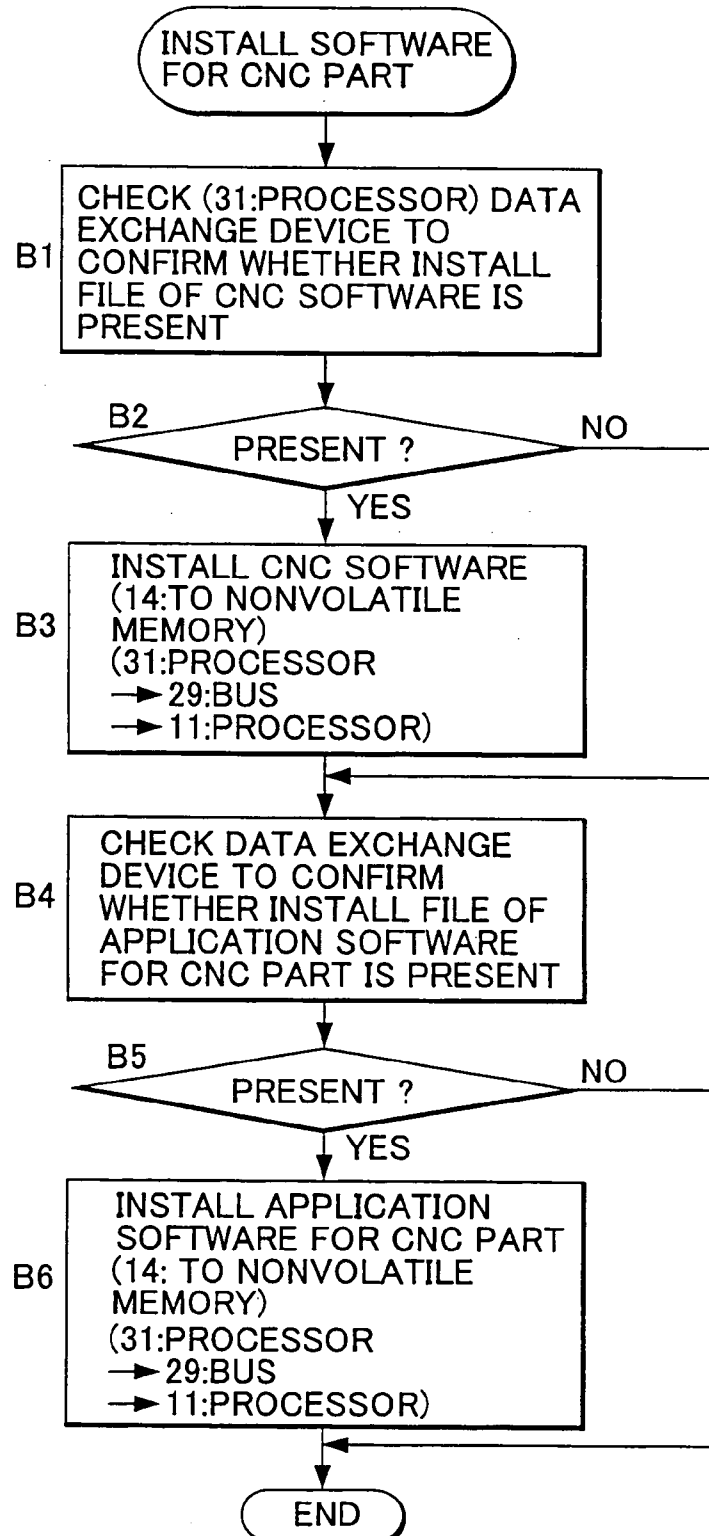 INSTALL SOFTWARE
FOR CNC PART
B1
CHECK (31:PROCESSOR) DATA
EXCHANGE DEVICE TO
CONFIRM WHETHER INSTALL
FILE OF CNC SOFTWARE IS
PRESENT
B2
PRESENT ?
NO
YES
B3
INSTALL CNC SOFTWARE
(14:TO NONVOLATILE
MEMORY)
(31:PROCESSOR
→ 29:BUS
→ 11:PROCESSOR)
B4
CHECK DATA EXCHANGE
DEVICE TO CONFIRM
WHETHER INSTALL FILE OF
APPLICATION SOFTWARE
FOR CNC PART IS PRESENT
B5
PRESENT ?
NO
YES
B6
INSTALL APPLICATION
SOFTWARE FOR CNC PART
(14: TO NONVOLATILE
MEMORY)
(31:PROCESSOR
→ 29:BUS
→ 11:PROCESSOR)
END